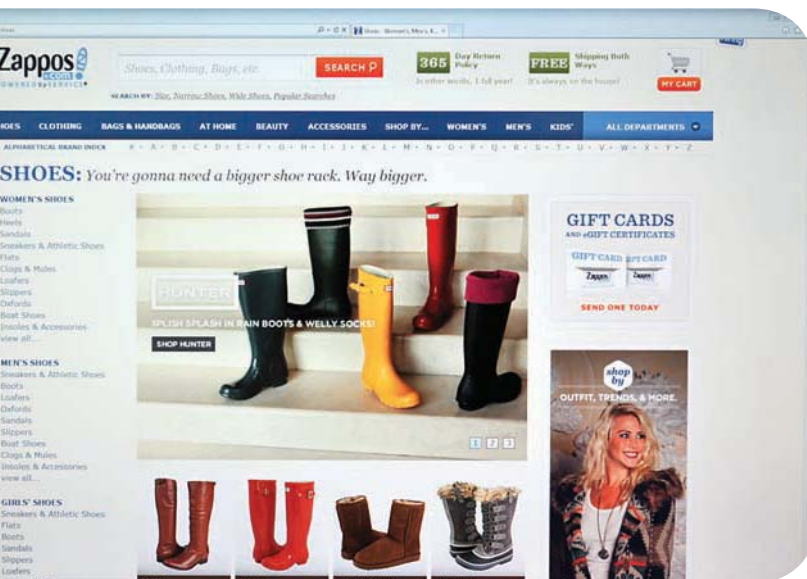 Shoes - Women's, Men's, K...
Zappos
.com
POWERED by SERVICE
Shoes, Clothing, Bags, etc.
SEARCH
365 Day Return Policy
In other words, 1 full year!
FREE Shipping Both Ways
It's always on the house!
MY CART
SEARCH BY: Size, Narrow Shoes, Wide Shoes, Popular Searches
HOES CLOTHING BAGS & HANDBAGS AT HOME BEAUTY ACCESSORIES SHOP BY... WOMEN'S MEN'S KIDS' ALL DEPARTMENTS
ALPHABETICAL BRAND INDEX # · A · B · C · D · E · F · G · H · I · J · K · L · M · N · O · P · Q · R · S · T · U · V · W · X · Y · Z
SHOES: You're gonna need a bigger shoe rack. Way bigger.
WOMEN'S SHOES
Boots
Heels
Sandals
Sneakers & Athletic Shoes
Flats
Clogs & Mules
Loafers
Slippers
Oxfords
Boat Shoes
Insoles & Accessories
view all...
MEN'S SHOES
Sneakers & Athletic Shoes
Boots
Loafers
Oxfords
Sandals
Slippers
Boat Shoes
Clogs & Mules
Insoles & Accessories
view all...
GIRLS' SHOES
Sneakers & Athletic Shoes
Flats
Boots
Sandals
Slippers
Loafers
HUNTER
SPLISH SPLASH IN RAIN BOOTS & WELLY SOCKS!
SHOP HUNTER
1 2 3
GIFT CARDS
AND eGIFT CERTIFICATES
GIFT CARD GIFT CARD
Zappos Zappos
SEND ONE TODAY
shop by
OUTFIT, TRENDS, & MORE.